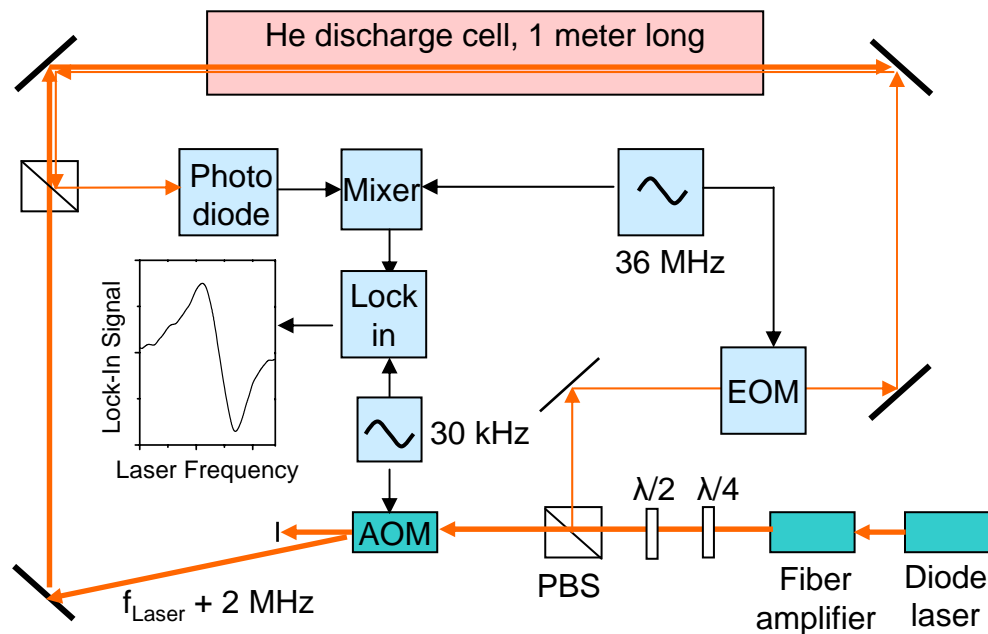 He discharge cell, 1 meter long
Photo
diode
Mixer
36 MHz
Lock
in
Lock-In Signal
Laser Frequency
30 kHz
EOM
λ/2
λ/4
AOM
PBS
Fiber
amplifier
Diode
laser
f_Laser + 2 MHz